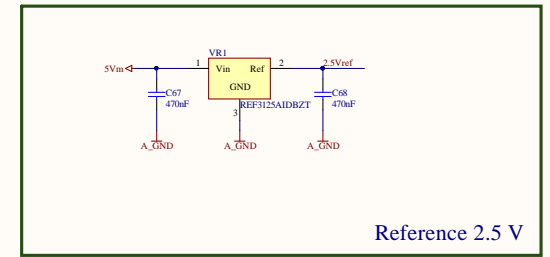 VR1
5Vm
1
Vin
Ref
2
2.5Vref
GND
C67
470nF
REF3125AIDBZT
3
C68
470nF
A_GND
A_GND
A_GND
Reference 2.5 V